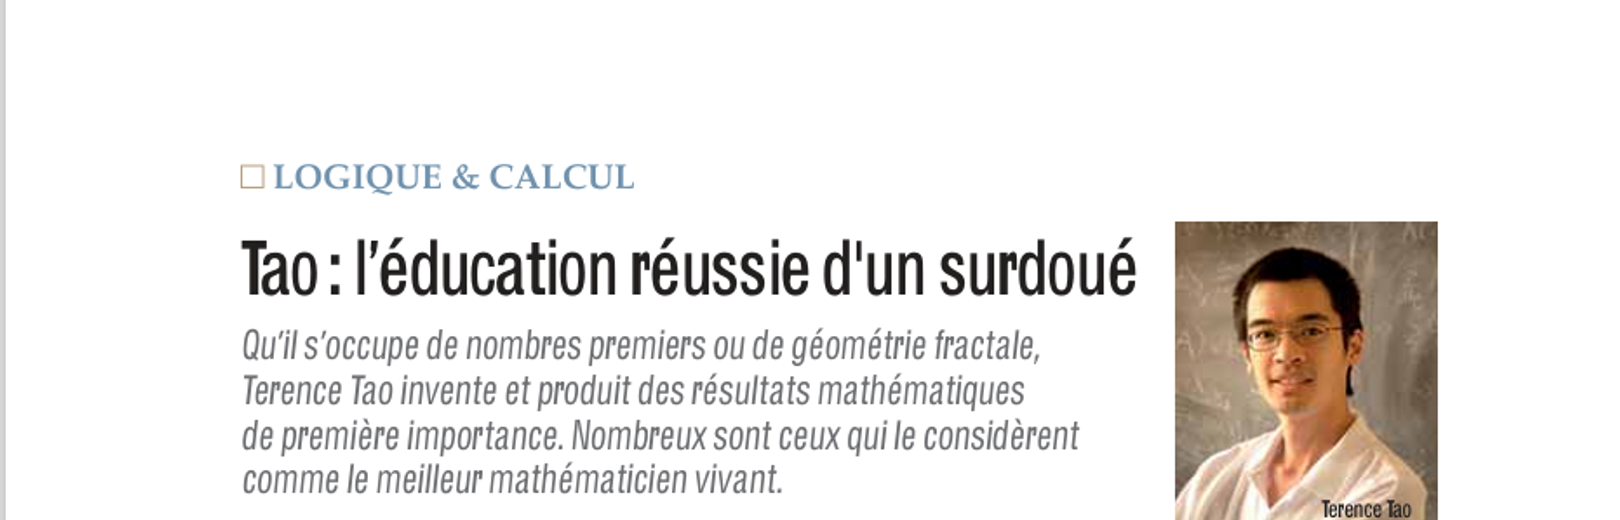 LOGIQUE & CALCUL
Tao : l’éducation réussie d'un surdoué
Qu’il s’occupe de nombres premiers ou de géométrie fractale,
Terence Tao invente et produit des résultats mathématiques
de première importance. Nombreux sont ceux qui le considèrent
comme le meilleur mathématicien vivant.
Terence Tao